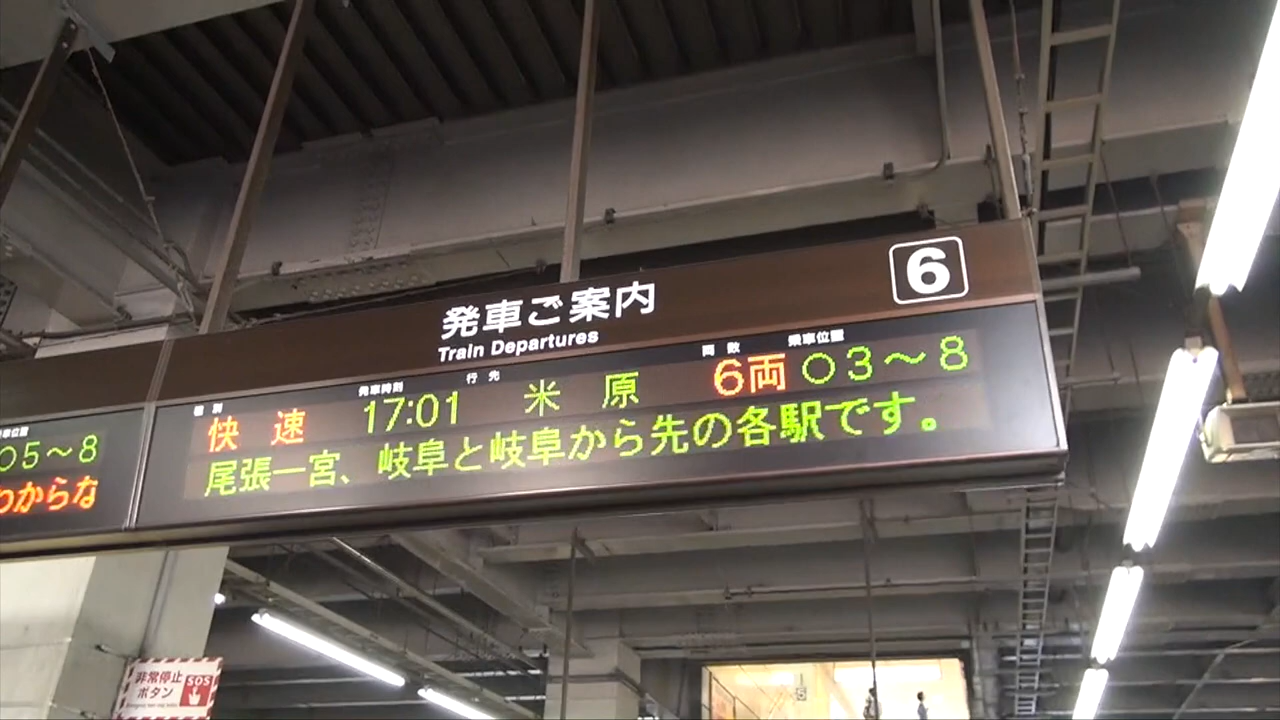 発車ご案内
6
Train Departures
種別 発車時刻 行先 両数 乗車位置
快速 17:01 米原 6両 ○3〜8
尾張一宮、岐阜と岐阜から先の各駅です。
車位置
○5〜8
わからな
非常停止
ボタン
SOS